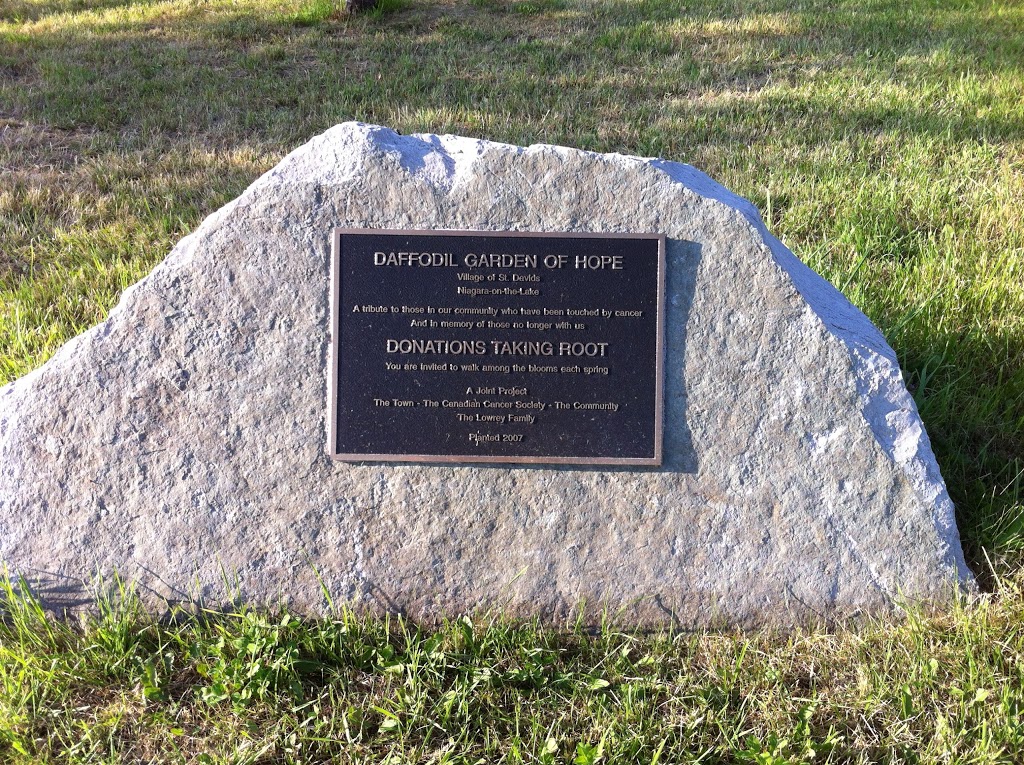 DAFFODIL GARDEN OF HOPE
Village of St. Davids
Niagara-on-the-Lake
A tribute to those in our community who have been touched by cancer
And in memory of those no longer with us
DONATIONS TAKING ROOT
You are invited to walk among the blooms each spring
A Joint Project
The Town - The Canadian Cancer Society - The Community
The Lowrey Family
Planted 2007